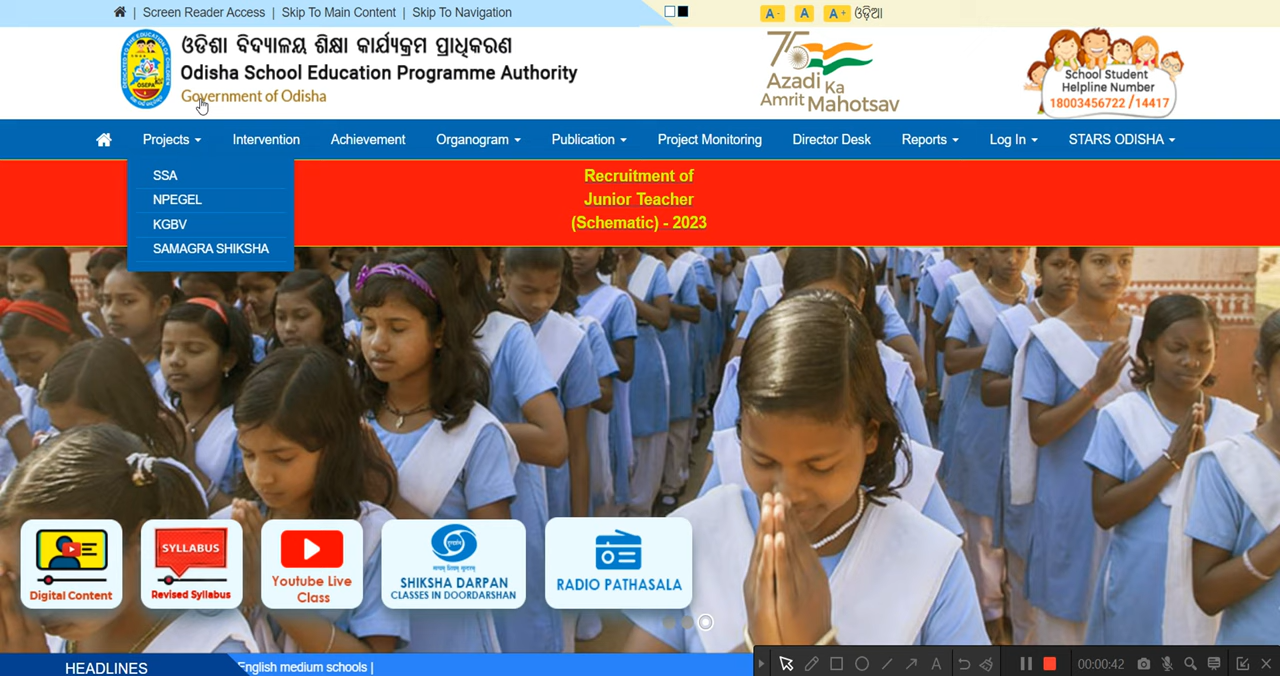 Screen Reader Access | Skip To Main Content | Skip To Navigation
A - A A + ଓଡ଼ିଆ
ଓଡିଶା ବିଦ୍ୟାଳୟ ଶିକ୍ଷା କାର୍ଯ୍ୟକ୍ରମ ପ୍ରାଧିକରଣ
Odisha School Education Programme Authority
Government of Odisha
OSEPA
75
Azadi Ka
Amrit Mahotsav
School Student
Helpline Number
18003456722 /14417
Projects Intervention Achievement Organogram Publication Project Monitoring Director Desk Reports Log In STARS ODISHA
SSA
NPEGEL
KGBV
SAMAGRA SHIKSHA
Recruitment of
Junior Teacher
(Schematic) - 2023
Digital Content
SYLLABUS
Revised Syllabus
Youtube Live
Class
SHIKSHA DARPAN
CLASSES IN DOORDARSHAN
RADIO PATHASALA
HEADLINES
English medium schools |
A
00:00:42